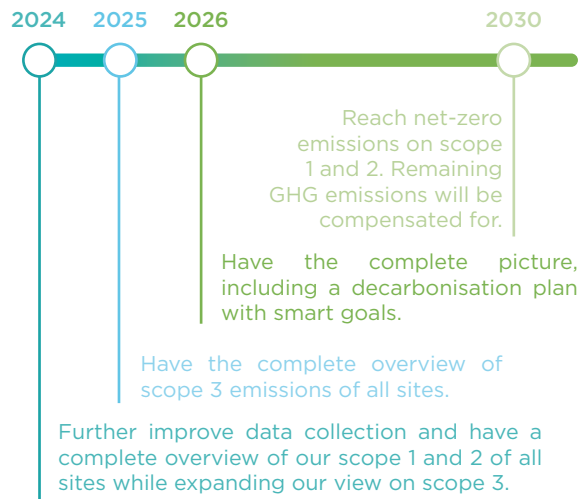 2024 2025 2026 2030
Reach net-zero
emissions on scope
1 and 2. Remaining
GHG emissions will be
compensated for.
Have the complete picture,
including a decarbonisation plan
with smart goals.
Have the complete overview of
scope 3 emissions of all sites.
Further improve data collection and have a
complete overview of our scope 1 and 2 of all
sites while expanding our view on scope 3.